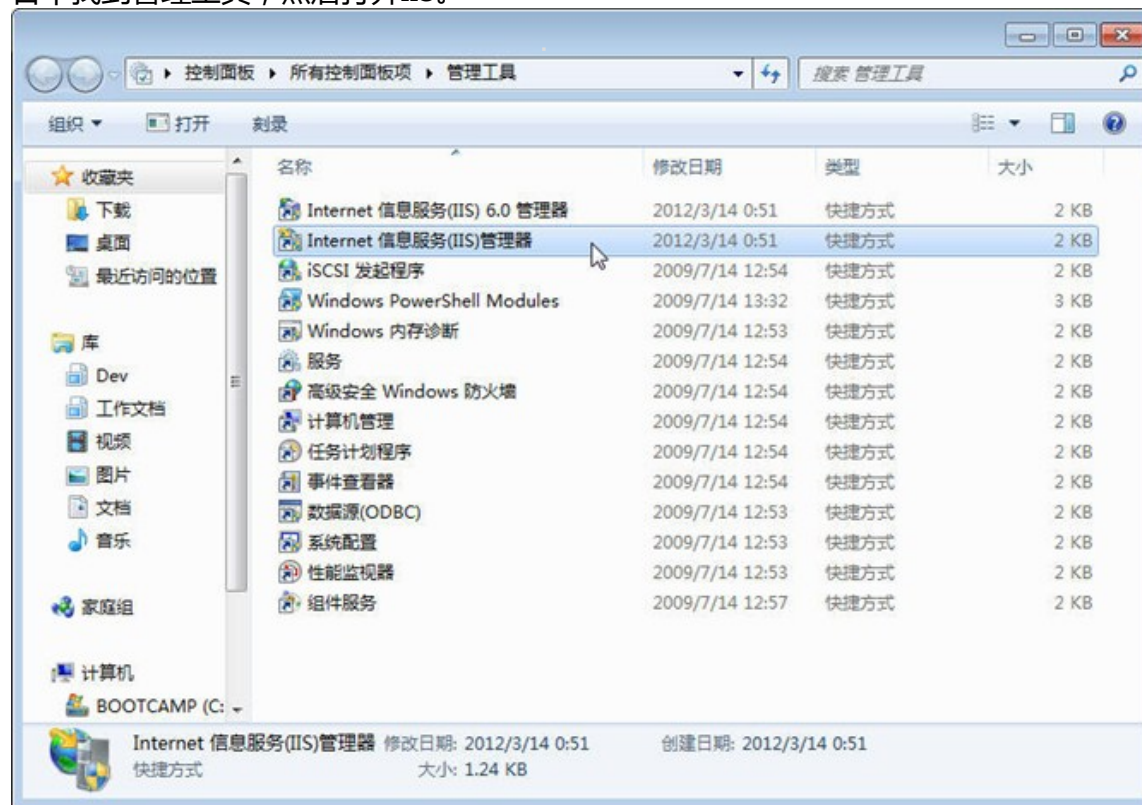 台中找到管理工具，然后打开IIS。
控制面板 ▸ 所有控制面板项 ▸ 管理工具
搜索 管理工具
组织 打开 刻录
名称 修改日期 类型 大小
收藏夹
下载
桌面
最近访问的位置
库
Dev
工作文档
视频
图片
文档
音乐
家庭组
计算机
BOOTCAMP (C:
Internet 信息服务(IIS) 6.0 管理器 2012/3/14 0:51 快捷方式 2 KB
Internet 信息服务(IIS)管理器 2012/3/14 0:51 快捷方式 2 KB
iSCSI 发起程序 2009/7/14 12:54 快捷方式 2 KB
Windows PowerShell Modules 2009/7/14 13:32 快捷方式 3 KB
Windows 内存诊断 2009/7/14 12:53 快捷方式 2 KB
服务 2009/7/14 12:54 快捷方式 2 KB
高级安全 Windows 防火墙 2009/7/14 12:54 快捷方式 2 KB
计算机管理 2009/7/14 12:54 快捷方式 2 KB
任务计划程序 2009/7/14 12:54 快捷方式 2 KB
事件查看器 2009/7/14 12:54 快捷方式 2 KB
数据源(ODBC) 2009/7/14 12:53 快捷方式 2 KB
系统配置 2009/7/14 12:53 快捷方式 2 KB
性能监视器 2009/7/14 12:53 快捷方式 2 KB
组件服务 2009/7/14 12:57 快捷方式 2 KB
Internet 信息服务(IIS)管理器 修改日期: 2012/3/14 0:51 创建日期: 2012/3/14 0:51
快捷方式 大小: 1.24 KB